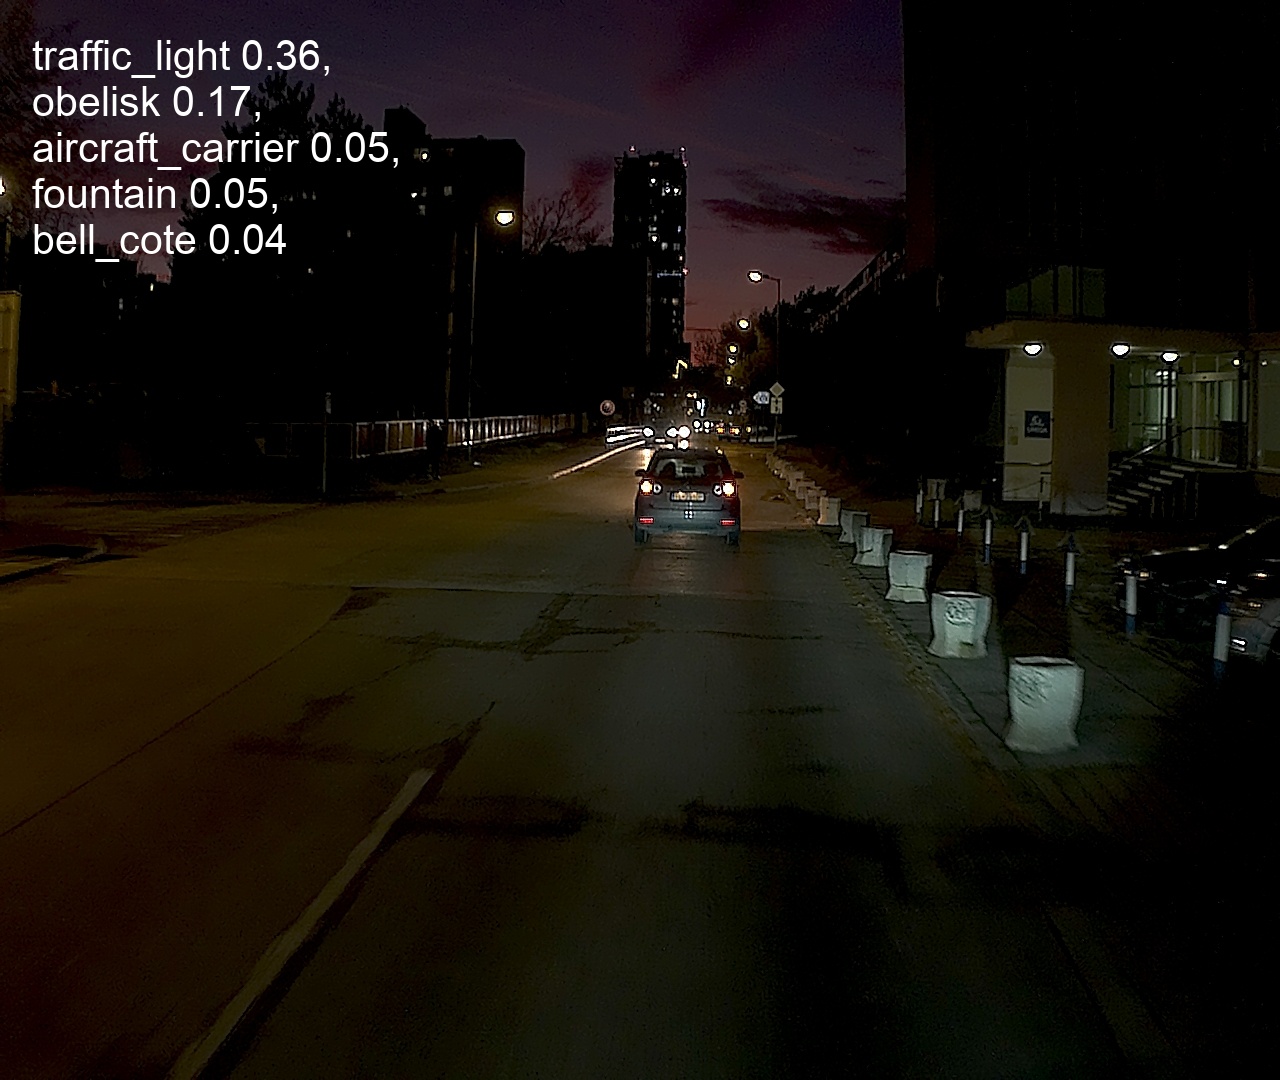 traffic_light 0.36,
obelisk 0.17,
aircraft_carrier 0.05,
fountain 0.05,
bell_cote 0.04